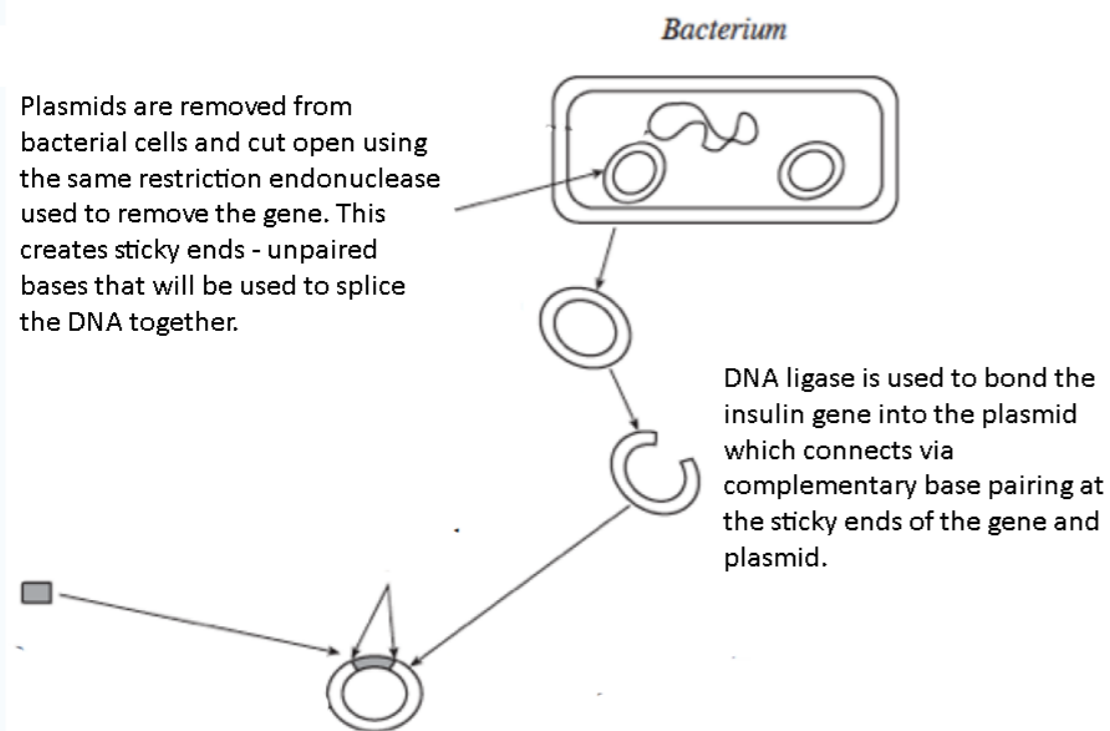 Bacterium
Plasmids are removed from
bacterial cells and cut open using
the same restriction endonuclease
used to remove the gene. This
creates sticky ends - unpaired
bases that will be used to splice
the DNA together.
DNA ligase is used to bond the
insulin gene into the plasmid
which connects via
complementary base pairing at
the sticky ends of the gene and
plasmid.